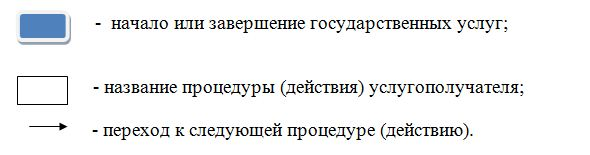 - начало или завершение государственных услуг;
- название процедуры (действия) услугополучателя;
- переход к следующей процедуре (действию).